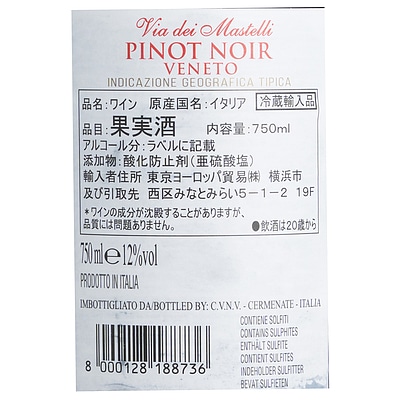 Via dei Mastelli
PINOT NOIR
VENETO
INDICAZIONE GEOGRAFICA TIPICA
品名：ワイン 原産国名：イタリア 冷蔵輸入品
品目：果実酒 内容量：750ml
アルコール分：ラベルに記載
添加物：酸化防止剤（亜硫酸塩）
輸入者住所 東京ヨーロッパ貿易㈱ 横浜市
及び引取先 西区みなとみらい5－1－2 19F
＊ワインの成分が沈殿することがありますが、
品質には問題ありません。 ●飲酒は20歳から
750 ml e 12% vol
PRODOTTO IN ITALIA
IMBOTTIGLIATO DA/BOTTLED BY: C.V.N.V. - CERMENATE - ITALIA
CONTIENE SOLFITI
CONTAINS SULPHITES
ENTHÄLT SULFITE
CONTIENT SULFITES
INDEHOLDER SULFITTER
BEVAT SULFIETEN
8 000128 188736